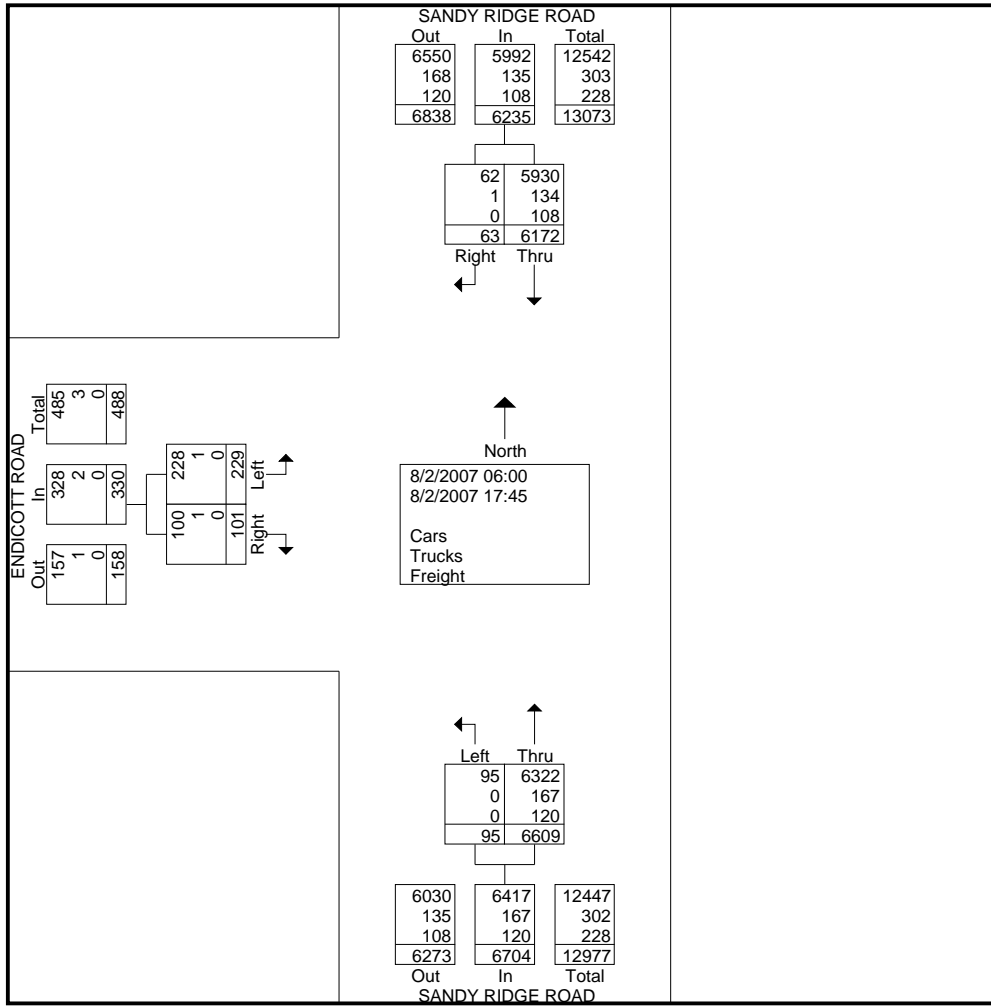 SANDY RIDGE ROAD
Out In Total
6550 5992 12542
168 135 303
120 108 228
6838 6235 13073
62 5930
1 134
0 108
63 6172
Right Thru
ENDICOTT ROAD
Total
485
3
0
488
In
328
2
0
330
Out
157
1
0
158
228
1
0
229
Left
100
1
0
101
Right
North
8/2/2007 06:00
8/2/2007 17:45
Cars
Trucks
Freight
Left Thru
95 6322
0 167
0 120
95 6609
6030 6417 12447
135 167 302
108 120 228
6273 6704 12977
Out In Total
SANDY RIDGE ROAD